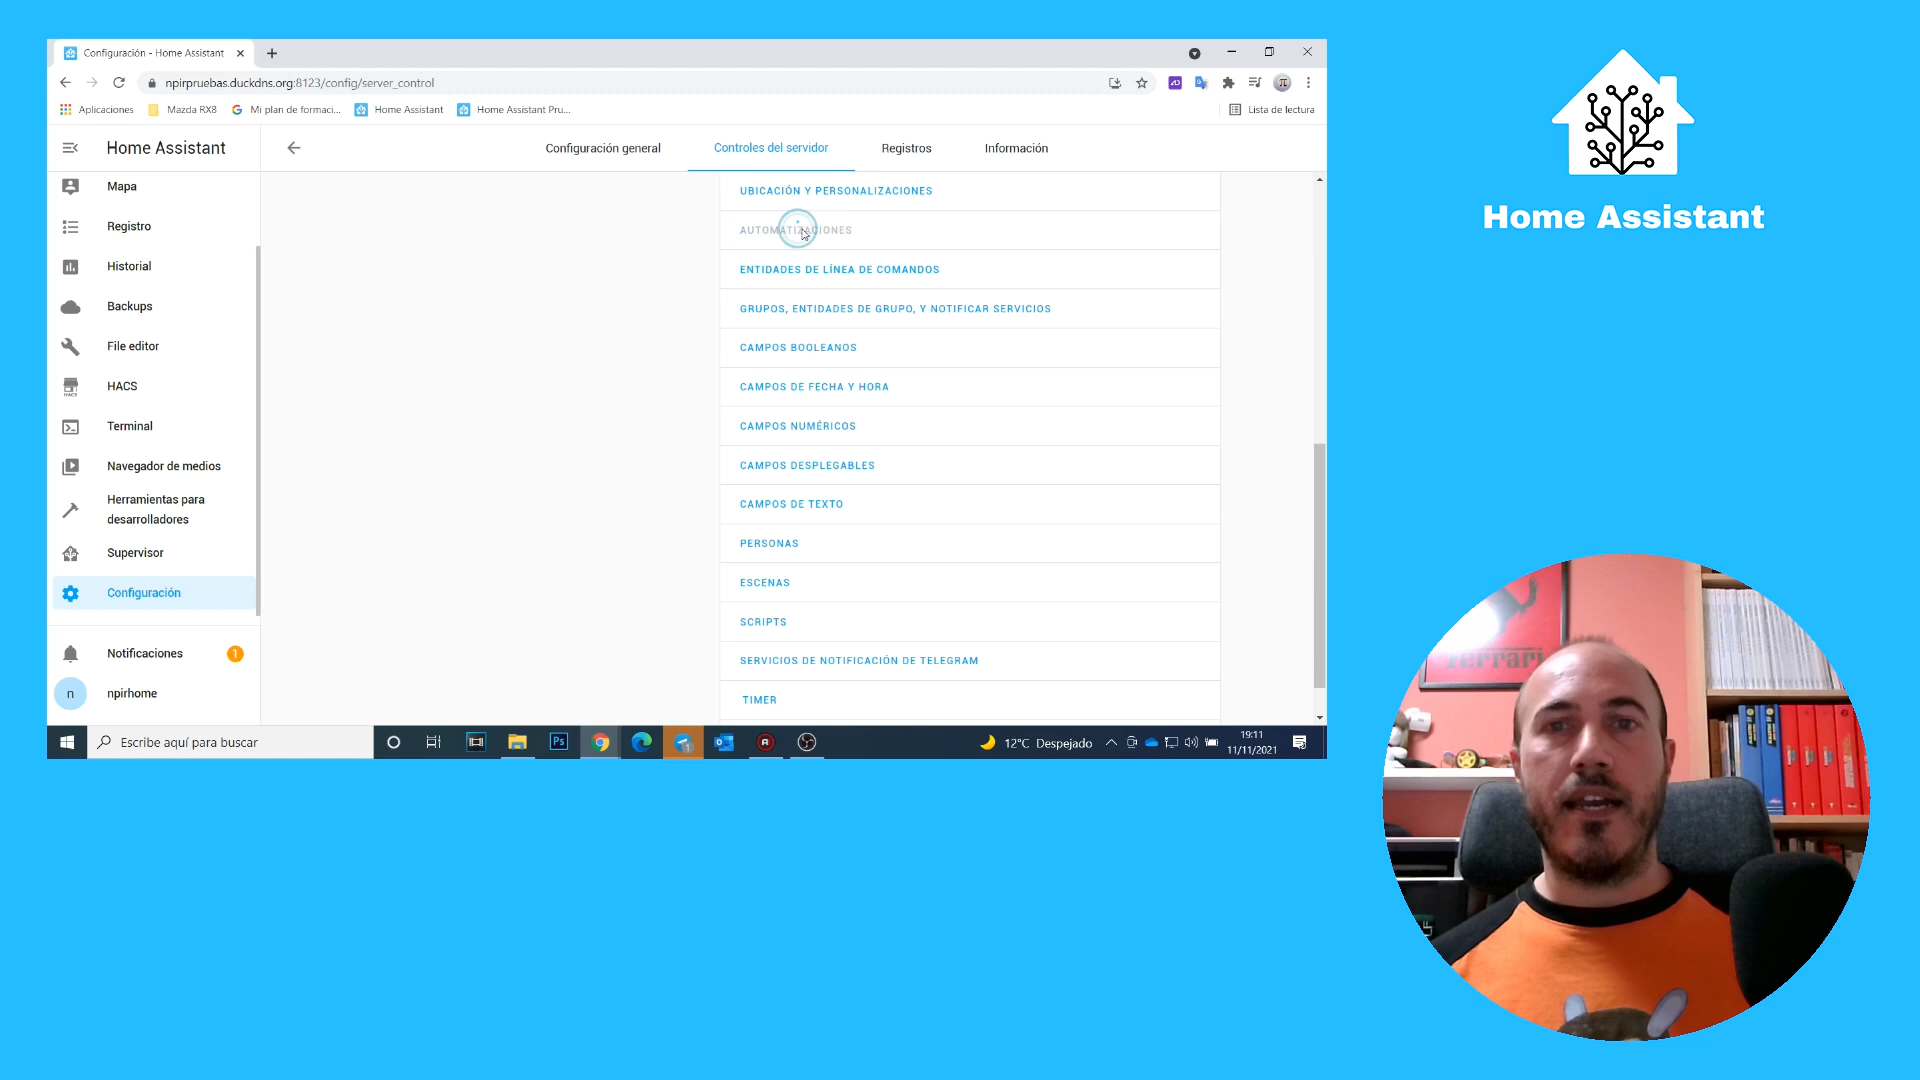 Configuración - Home Assistant
npirpruebas.duckdns.org:8123/config/server_control
Aplicaciones
Mazda RX8
Mi plan de formaci...
Home Assistant
Home Assistant Pru...
Lista de lectura
Home Assistant
Configuración general
Controles del servidor
Registros
Información
Mapa
Registro
Historial
Backups
File editor
HACS
Terminal
Navegador de medios
Herramientas para
desarrolladores
Supervisor
Configuración
Notificaciones
1
n
npirhome
UBICACIÓN Y PERSONALIZACIONES
AUTOMATIZACIONES
ENTIDADES DE LÍNEA DE COMANDOS
GRUPOS, ENTIDADES DE GRUPO, Y NOTIFICAR SERVICIOS
CAMPOS BOOLEANOS
CAMPOS DE FECHA Y HORA
CAMPOS NUMÉRICOS
CAMPOS DESPLEGABLES
CAMPOS DE TEXTO
PERSONAS
ESCENAS
SCRIPTS
SERVICIOS DE NOTIFICACIÓN DE TELEGRAM
TIMER
Escribe aquí para buscar
Ps
12°C Despejado
19:11
11/11/2021
Home Assistant
Ferrari